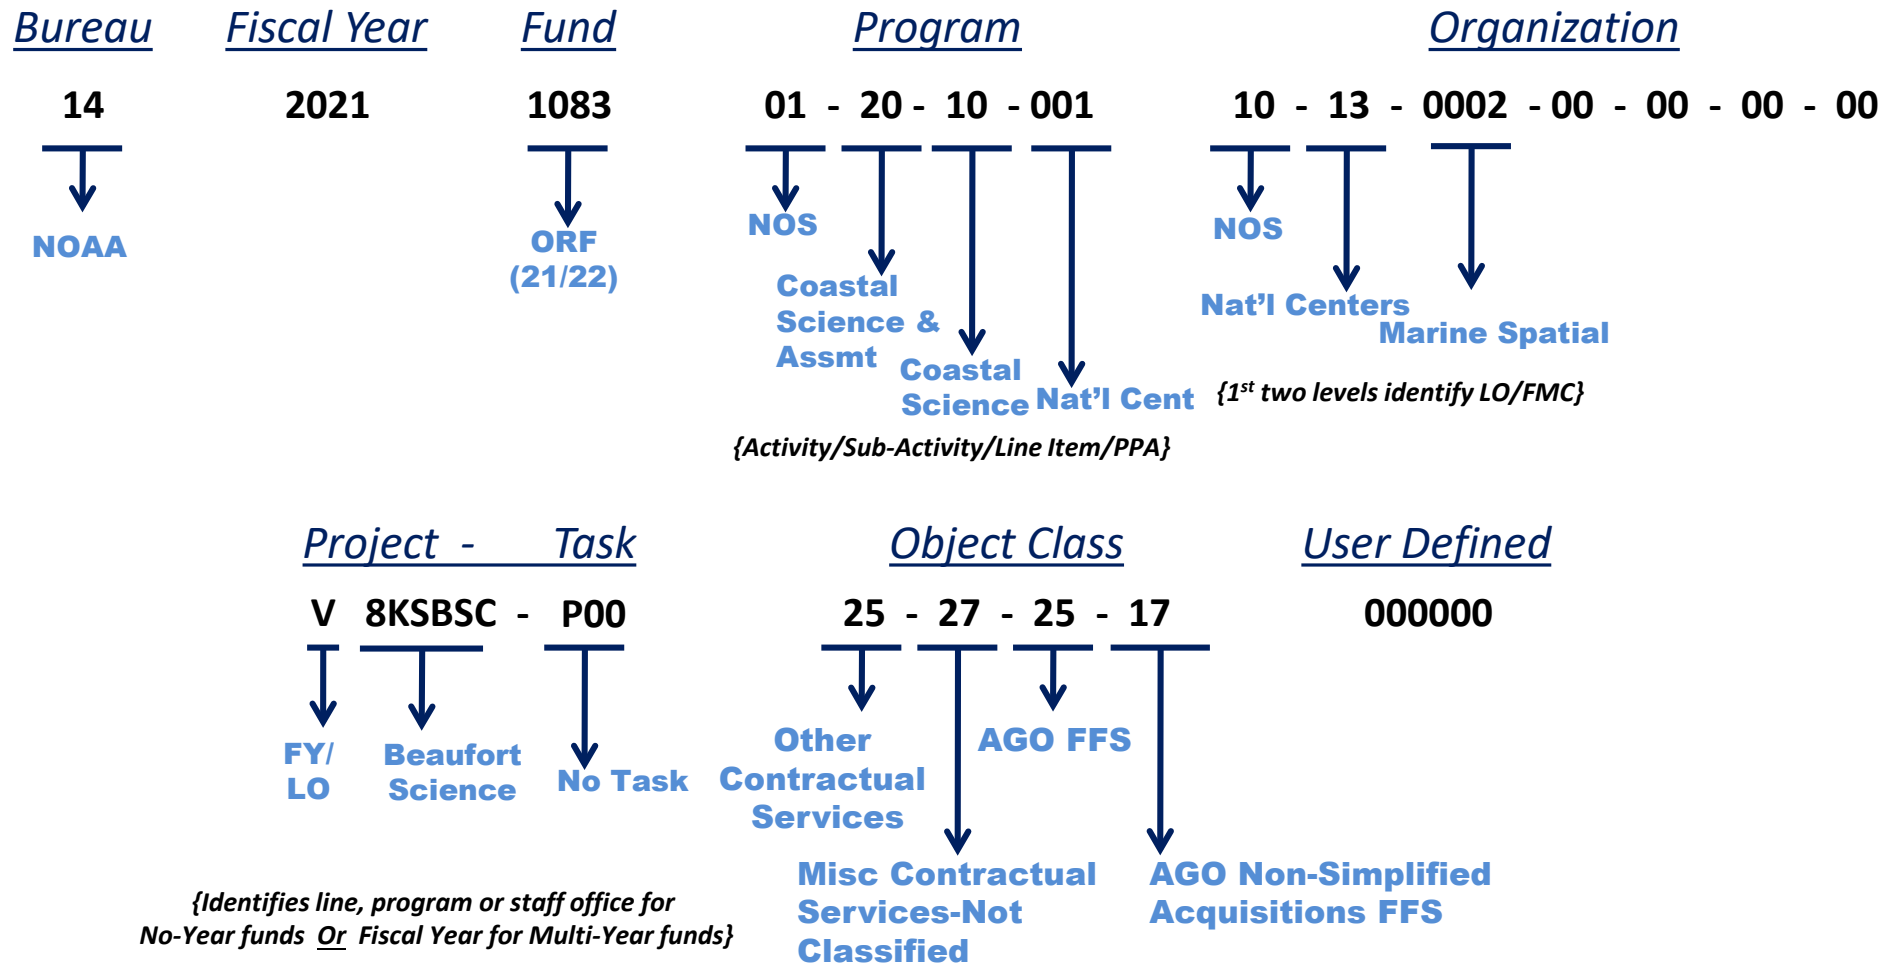 Bureau
Fiscal Year
Fund
Program
Organization
14
2021
1083
01 - 20 - 10 - 001
10 - 13 - 0002 - 00 - 00 - 00 - 00
NOAA
ORF
(21/22)
NOS
Coastal
Science &
Assmt
Coastal
Science
Nat'l Cent
{Activity/Sub-Activity/Line Item/PPA}
NOS
Nat'l Centers
Marine Spatial
{1st two levels identify LO/FMC}
Project - Task
Object Class
User Defined
V 8KSBSC - P00
25 - 27 - 25 - 17
000000
FY/
LO
Beaufort
Science
No Task
Other
Contractual
Services
AGO FFS
Misc Contractual
Services-Not
Classified
AGO Non-Simplified
Acquisitions FFS
{Identifies line, program or staff office for
No-Year funds Or Fiscal Year for Multi-Year funds}